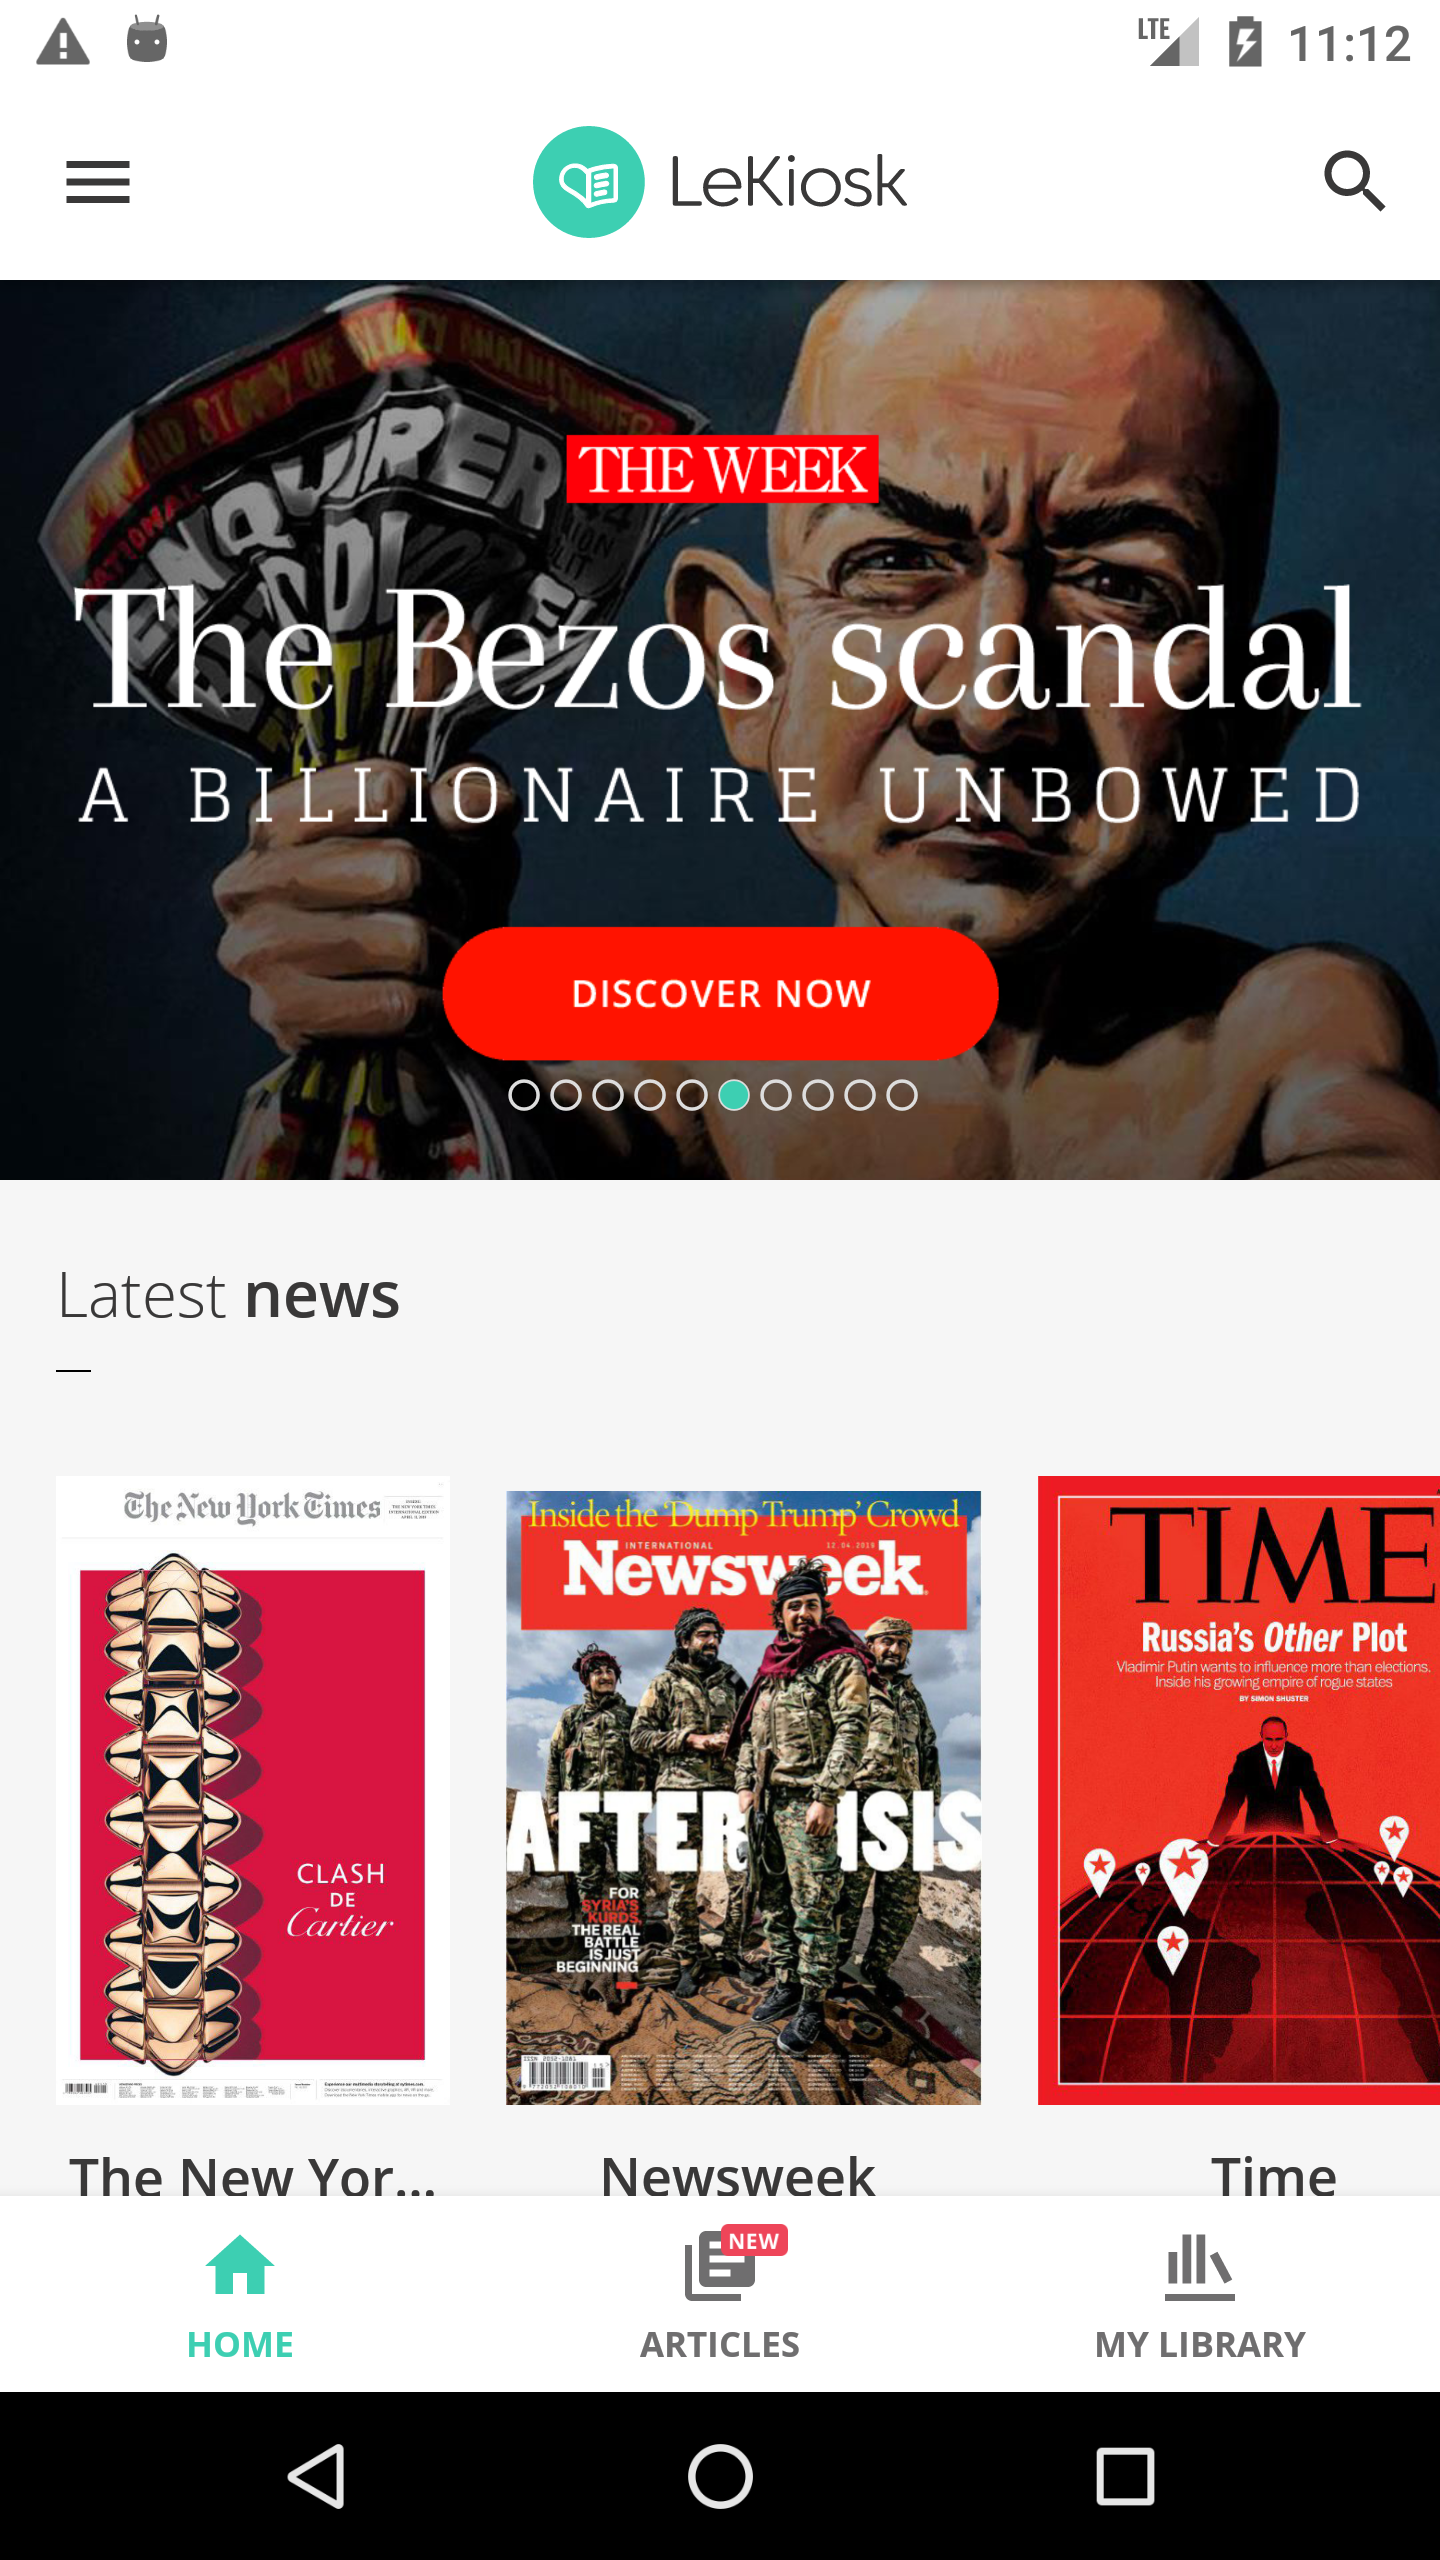 LTE 11:12
LeKiosk
ENQUIRER
THE WEEK
The Bezos scandal
A BILLIONAIRE UNBOWED
DISCOVER NOW
Latest news
The New York Times
CLASH
DE
Cartier
Inside the 'Dump Trump' Crowd
INTERNATIONAL 12.04.2019
Newsweek
AFTER ISIS
FOR
SYRIA'S
KURDS,
THE REAL
BATTLE
IS JUST
BEGINNING
TIME
Russia's Other Plot
Vladimir Putin wants to influence more than elections.
Inside his growing empire of rogue states
BY SIMON SHUSTER
The New Yor...
Newsweek
Time
NEW
HOME
ARTICLES
MY LIBRARY